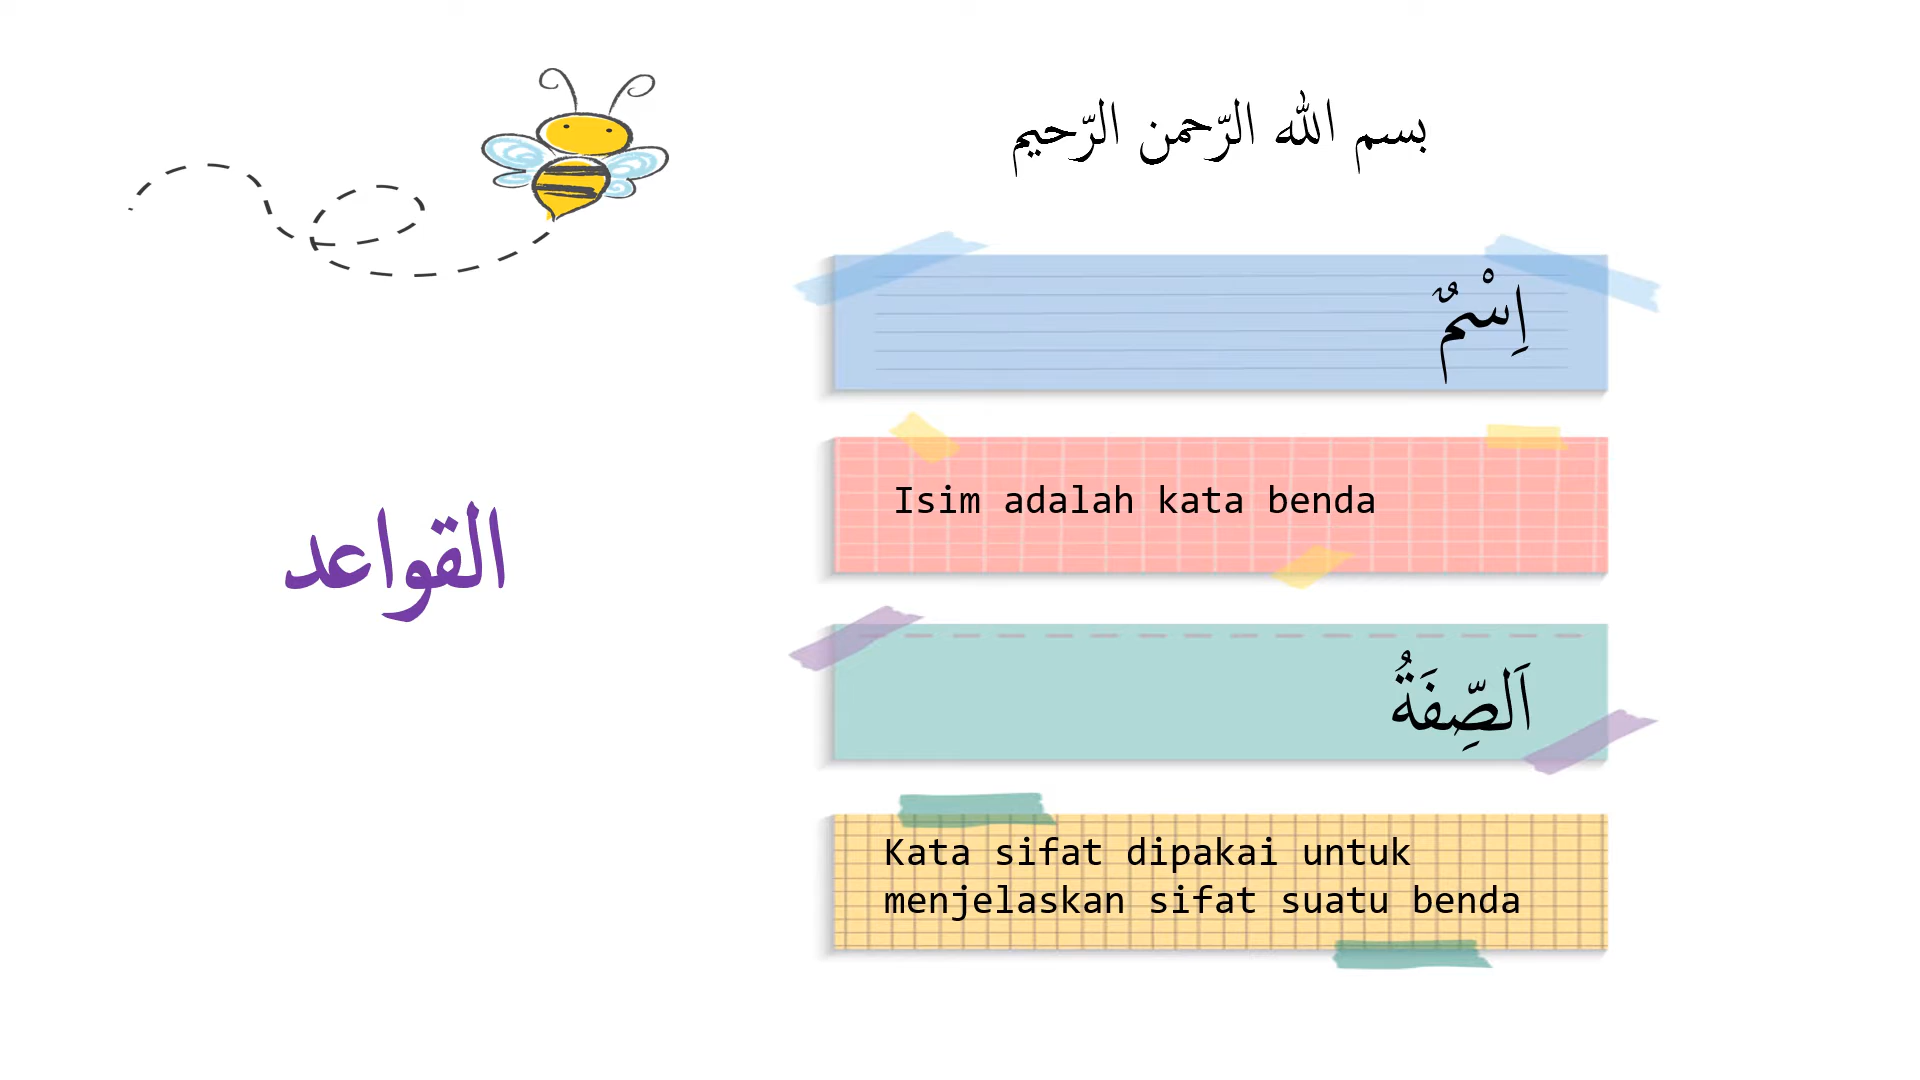 بسم الله الرّحمن الرّحيم
اِسْمٌ
Isim adalah kata benda
القواعد
اَلصِّفَةُ
Kata sifat dipakai untuk
menjelaskan sifat suatu benda